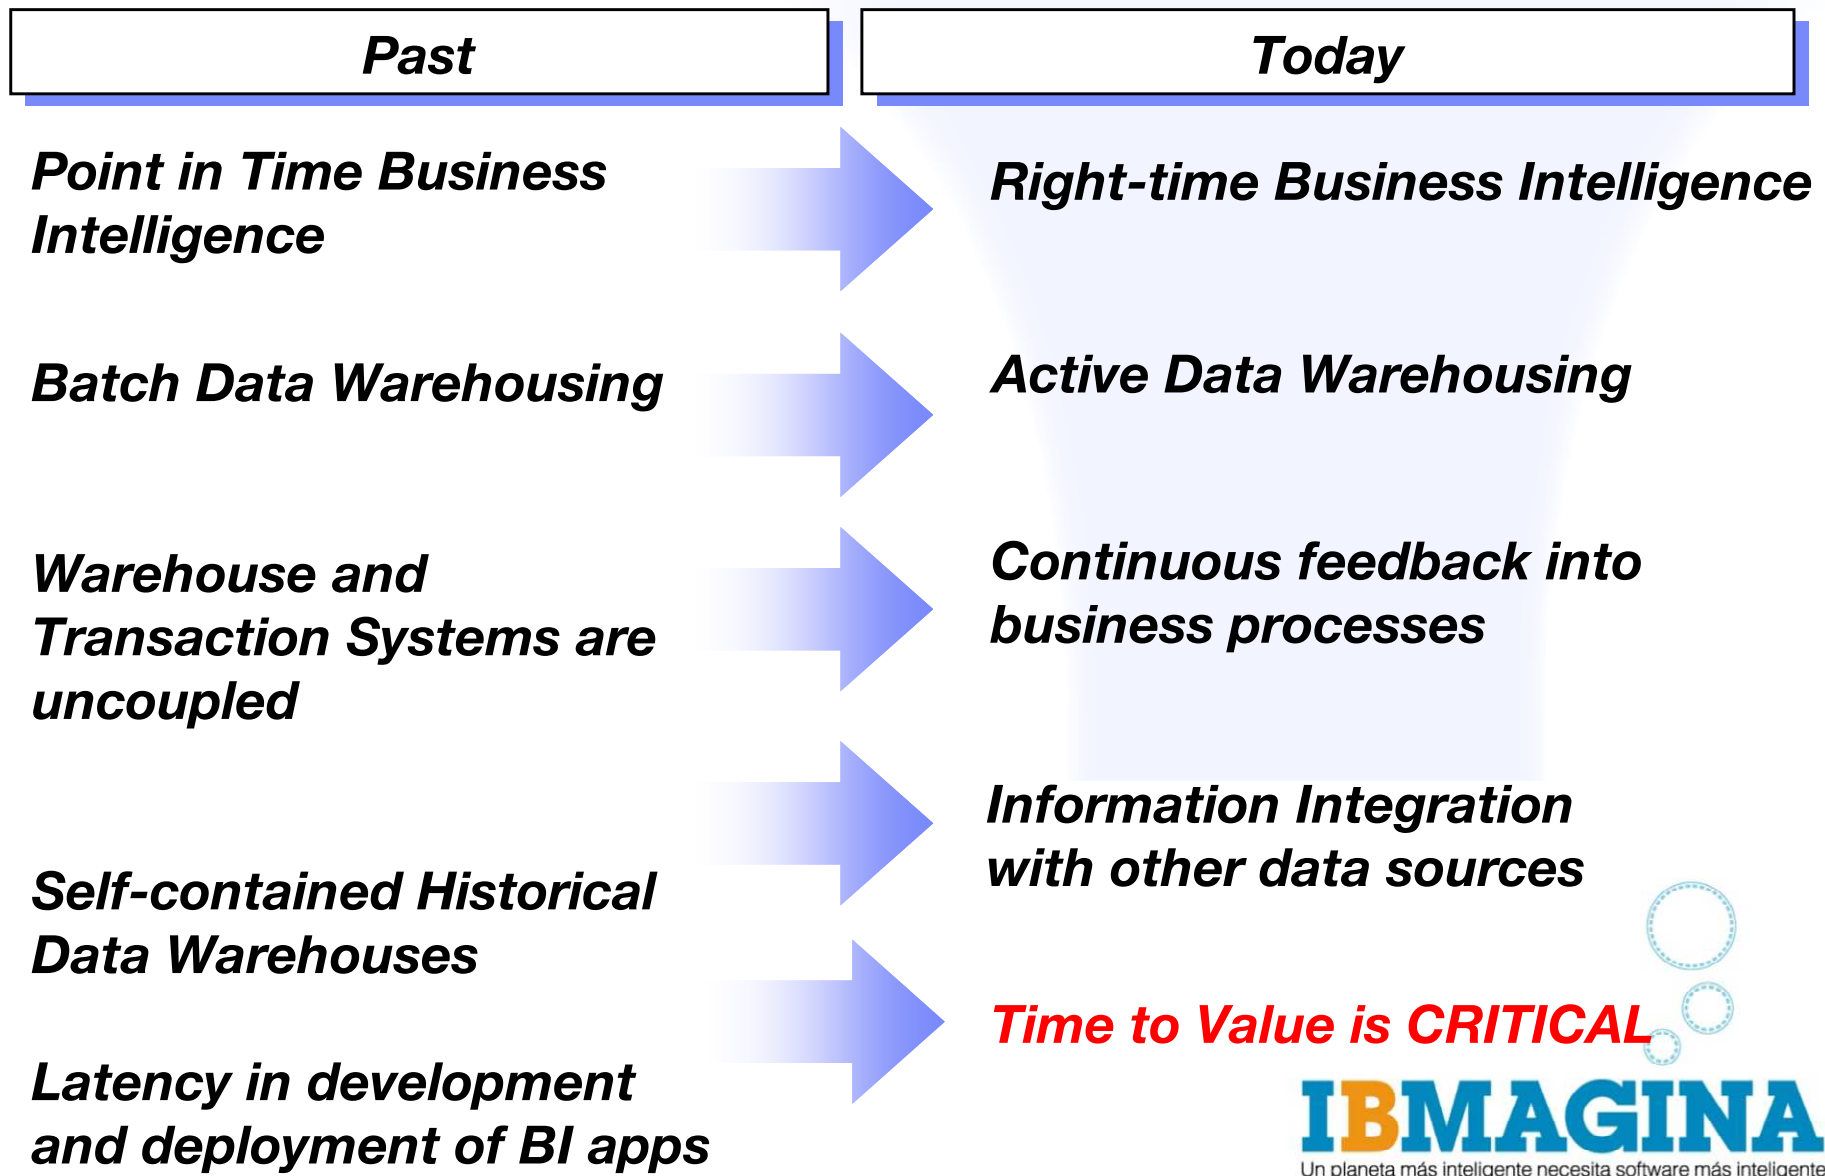 Past
Today
Point in Time Business
Intelligence
Right-time Business Intelligence
Batch Data Warehousing
Active Data Warehousing
Warehouse and
Transaction Systems are
uncoupled
Continuous feedback into
business processes
Self-contained Historical
Data Warehouses
Information Integration
with other data sources
Latency in development
and deployment of BI apps
Time to Value is CRITICAL
IBMAGINA
Un planeta más inteligente necesita software más inteligente